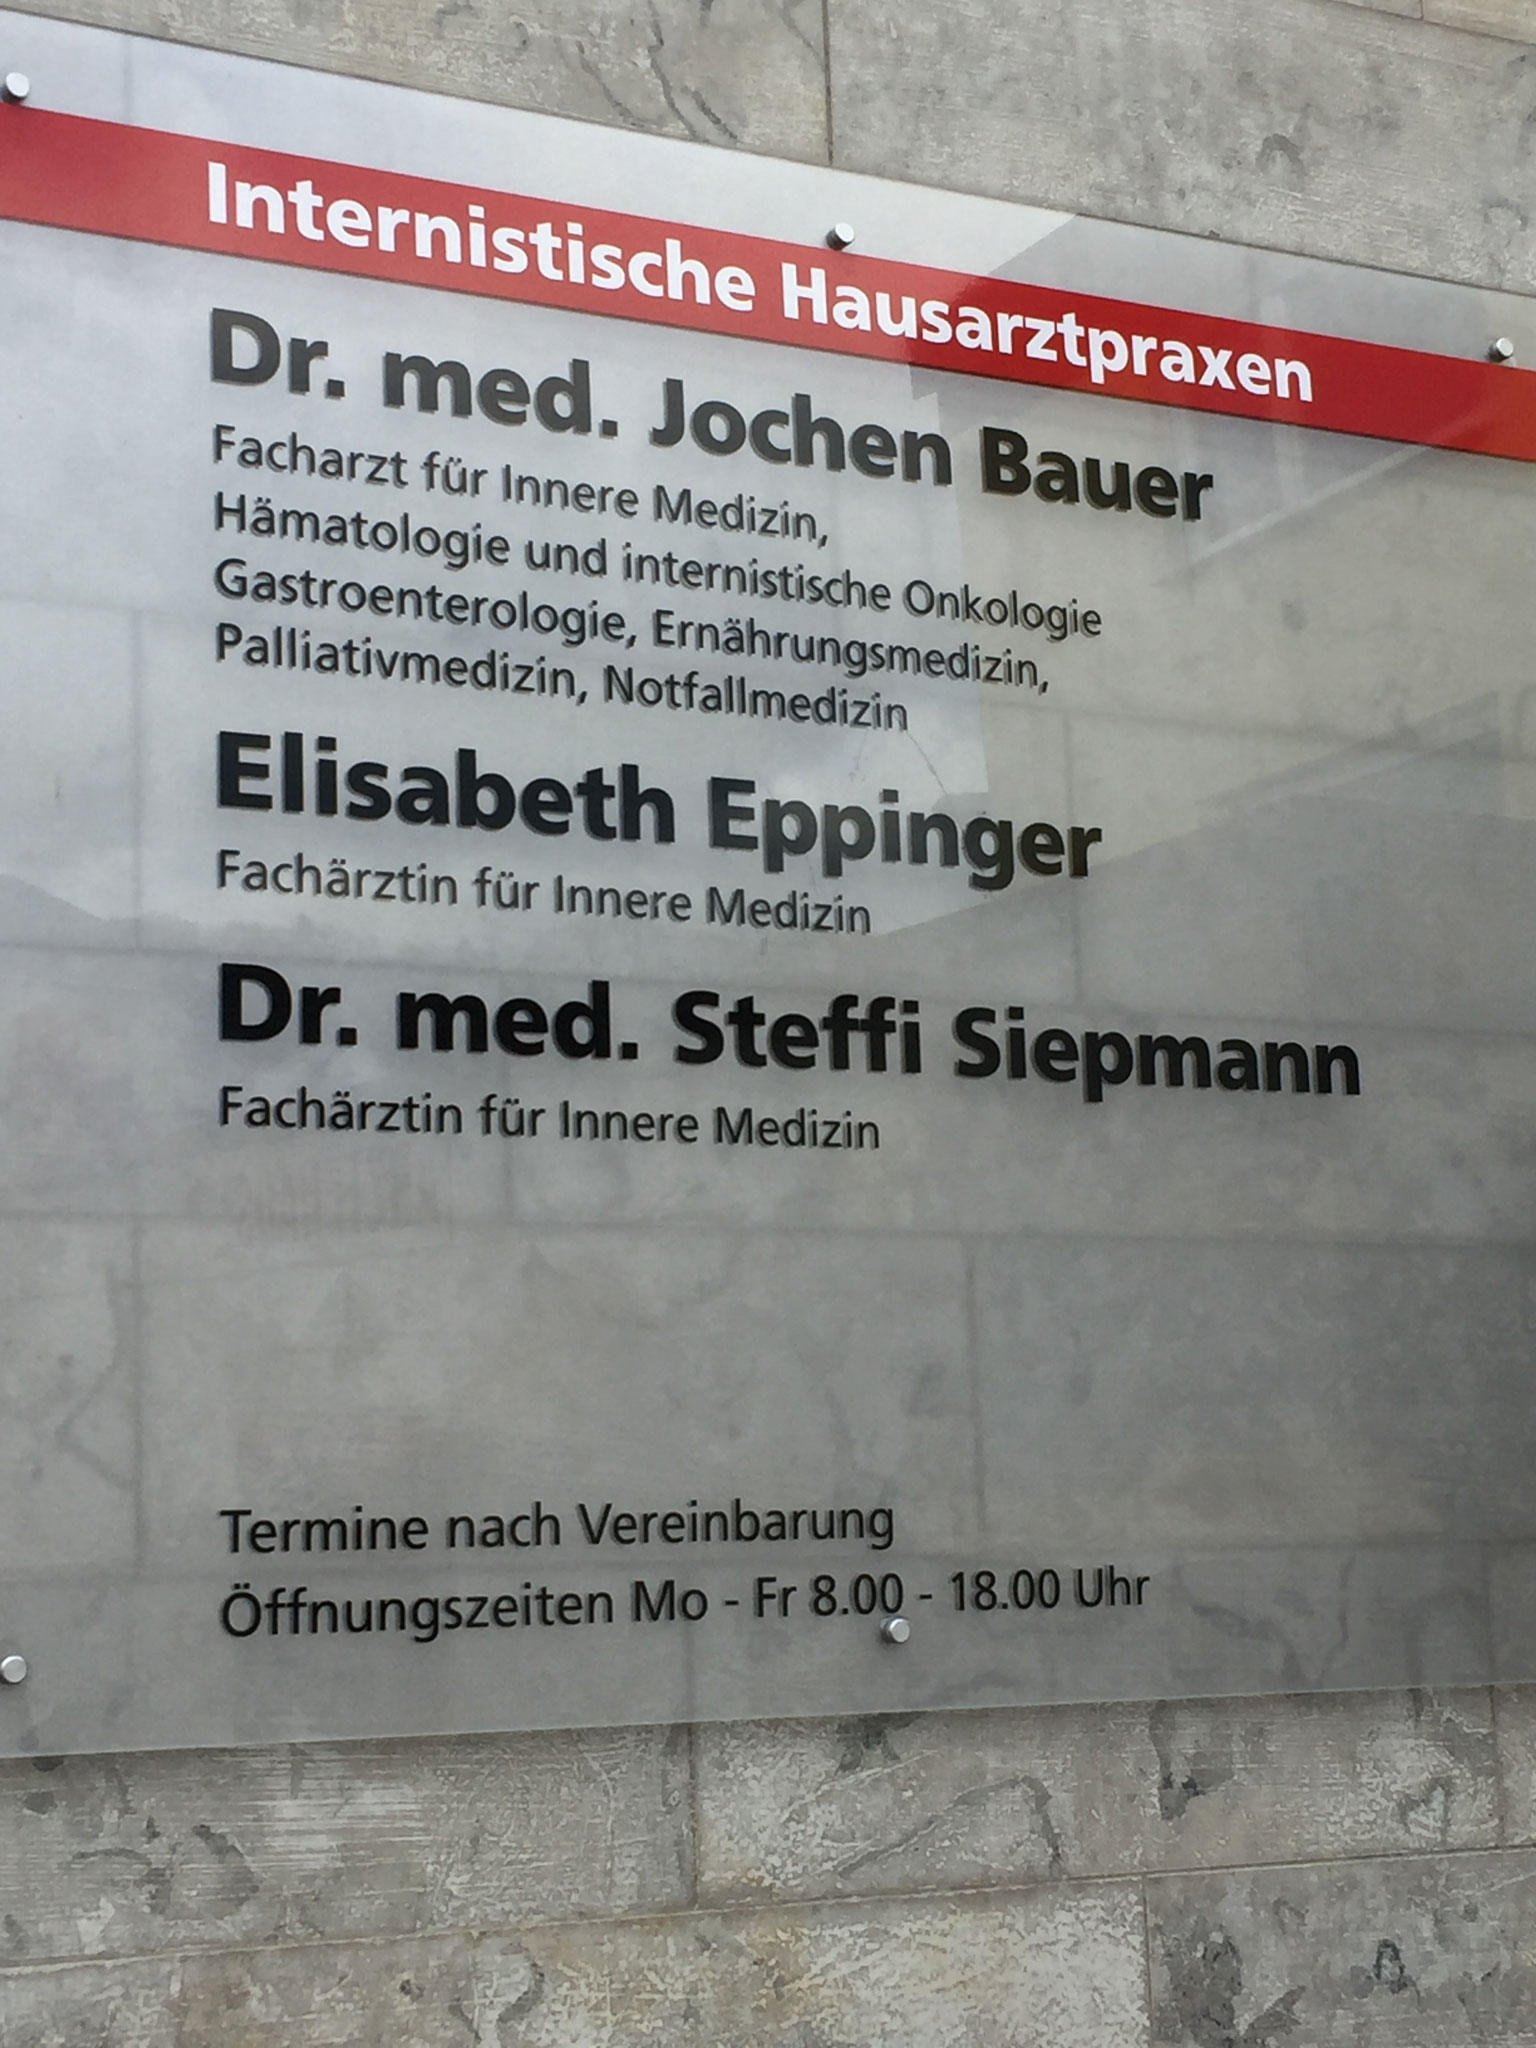 Internistische Hausarztpraxen
Dr. med. Jochen Bauer
Facharzt für Innere Medizin,
Hämatologie und internistische Onkologie
Gastroenterologie, Ernährungsmedizin,
Palliativmedizin, Notfallmedizin
Elisabeth Eppinger
Fachärztin für Innere Medizin
Dr. med. Steffi Siepmann
Fachärztin für Innere Medizin
Termine nach Vereinbarung
Öffnungszeiten Mo - Fr 8.00 - 18.00 Uhr